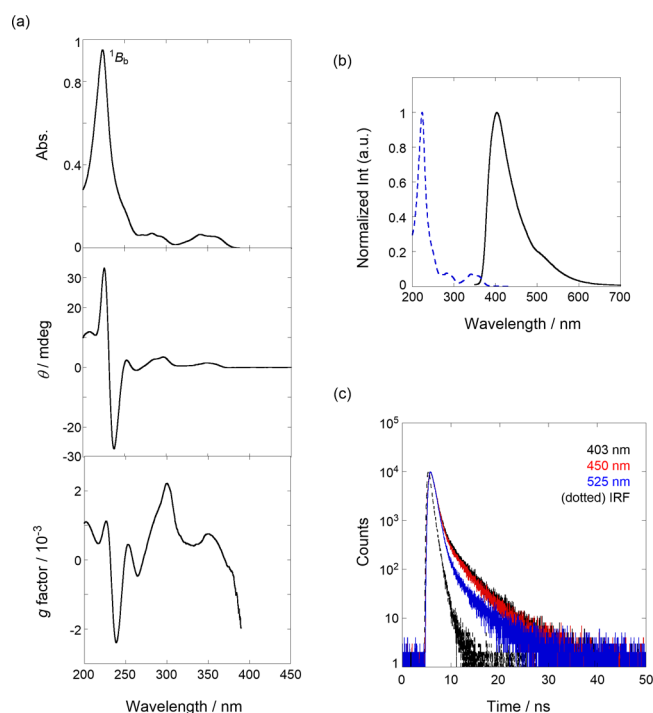 (a)
1
0.8
0.4
0
Abs.
¹Bb
30
20
10
0
-10
-20
-30
θ / mdeg
2
0
-2
g factor / 10⁻³
200 250 300 350 400 450
Wavelength / nm
(b)
1
0.8
0.6
0.4
0.2
0
Normalized Int (a.u.)
200 300 400 500 600 700
Wavelength / nm
(c)
10⁵
10⁴
10³
10²
10
1
Counts
403 nm
450 nm
525 nm
(dotted) IRF
0 10 20 30 40 50
Time / ns